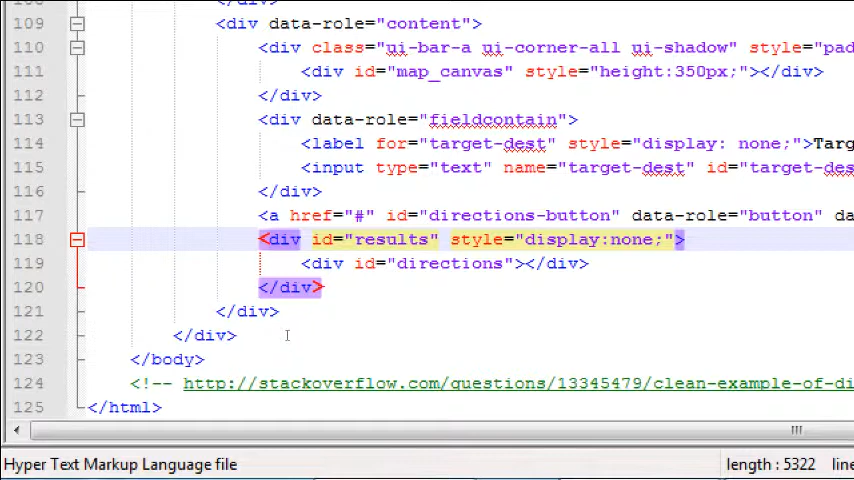 109 <div data-role="content">
110 <div class="ui-bar-a ui-corner-all ui-shadow" style="pad
111 <div id="map_canvas" style="height:350px;"></div>
112 </div>
113 <div data-role="fieldcontain">
114 <label for="target-dest" style="display: none;">Targ
115 <input type="text" name="target-dest" id="target-des
116 </div>
117 <a href="#" id="directions-button" data-role="button" da
118 <div id="results" style="display:none;">
119 <div id="directions"></div>
120 </div>
121 </div>
122 </div>
123 </body>
124 <!-- http://stackoverflow.com/questions/13345479/clean-example-of-di
125 </html>
Hyper Text Markup Language file length : 5322 line